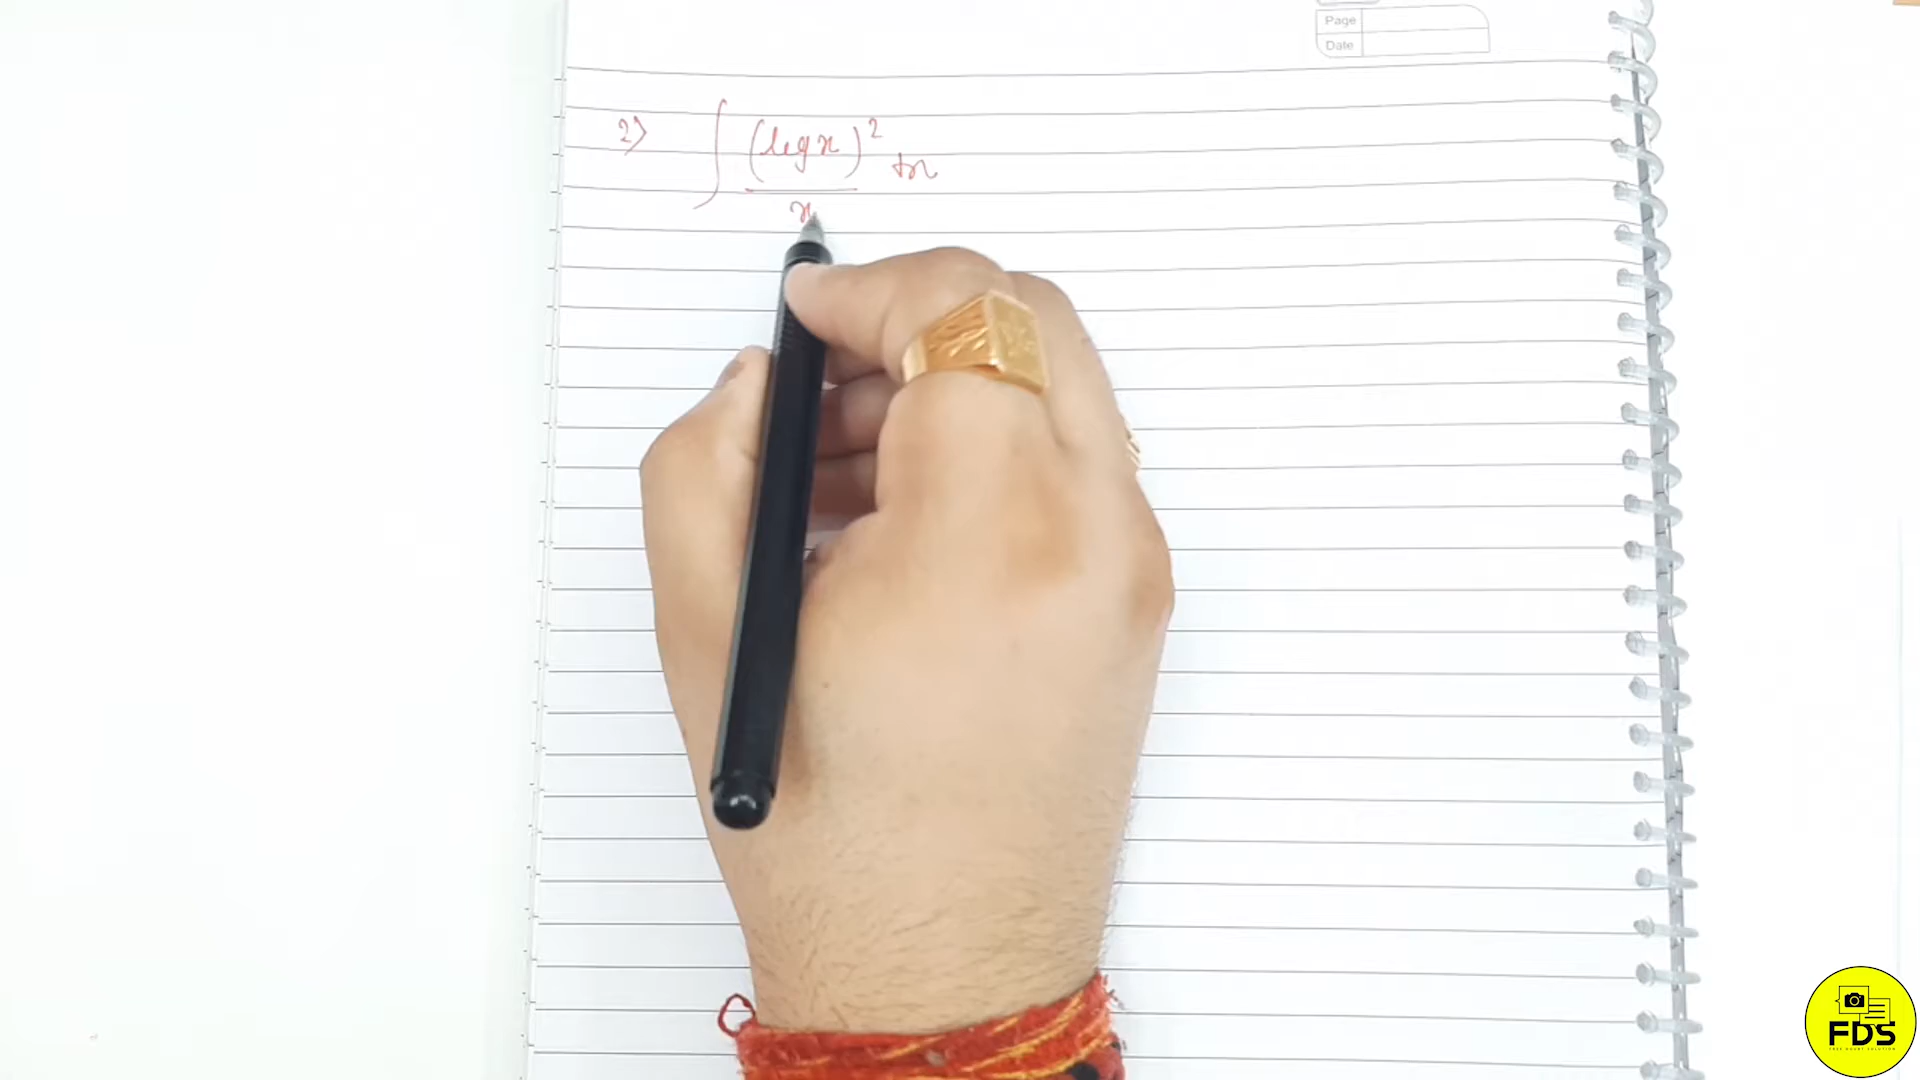 Page
Date
2) ∫ (log x)² / x dx
FDS